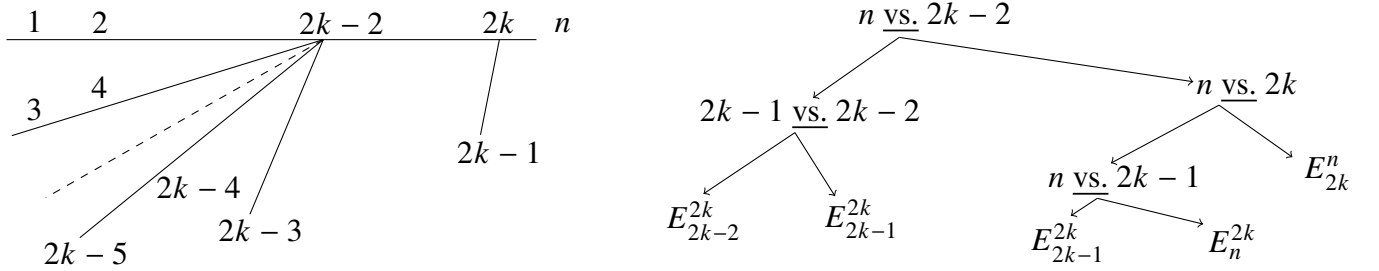 1 2 2k − 2 2k n
4
3
2k − 1
2k − 4
2k − 3
2k − 5
n vs. 2k − 2
n vs. 2k
2k − 1 vs. 2k − 2
n vs. 2k − 1
E^n_{2k}
E^{2k}_{2k−2} E^{2k}_{2k−1}
E^{2k}_{2k−1} E^{2k}_n